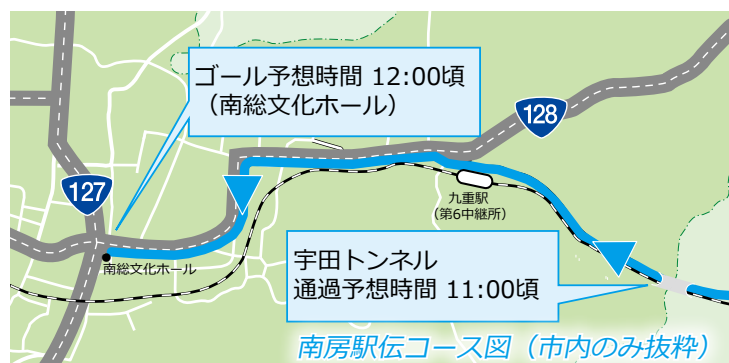 ゴール予想時間 12:00頃
（南総文化ホール）
128
127
九重駅
（第6中継所）
南総文化ホール
宇田トンネル
通過予想時間 11:00頃
南房駅伝コース図（市内のみ抜粋）